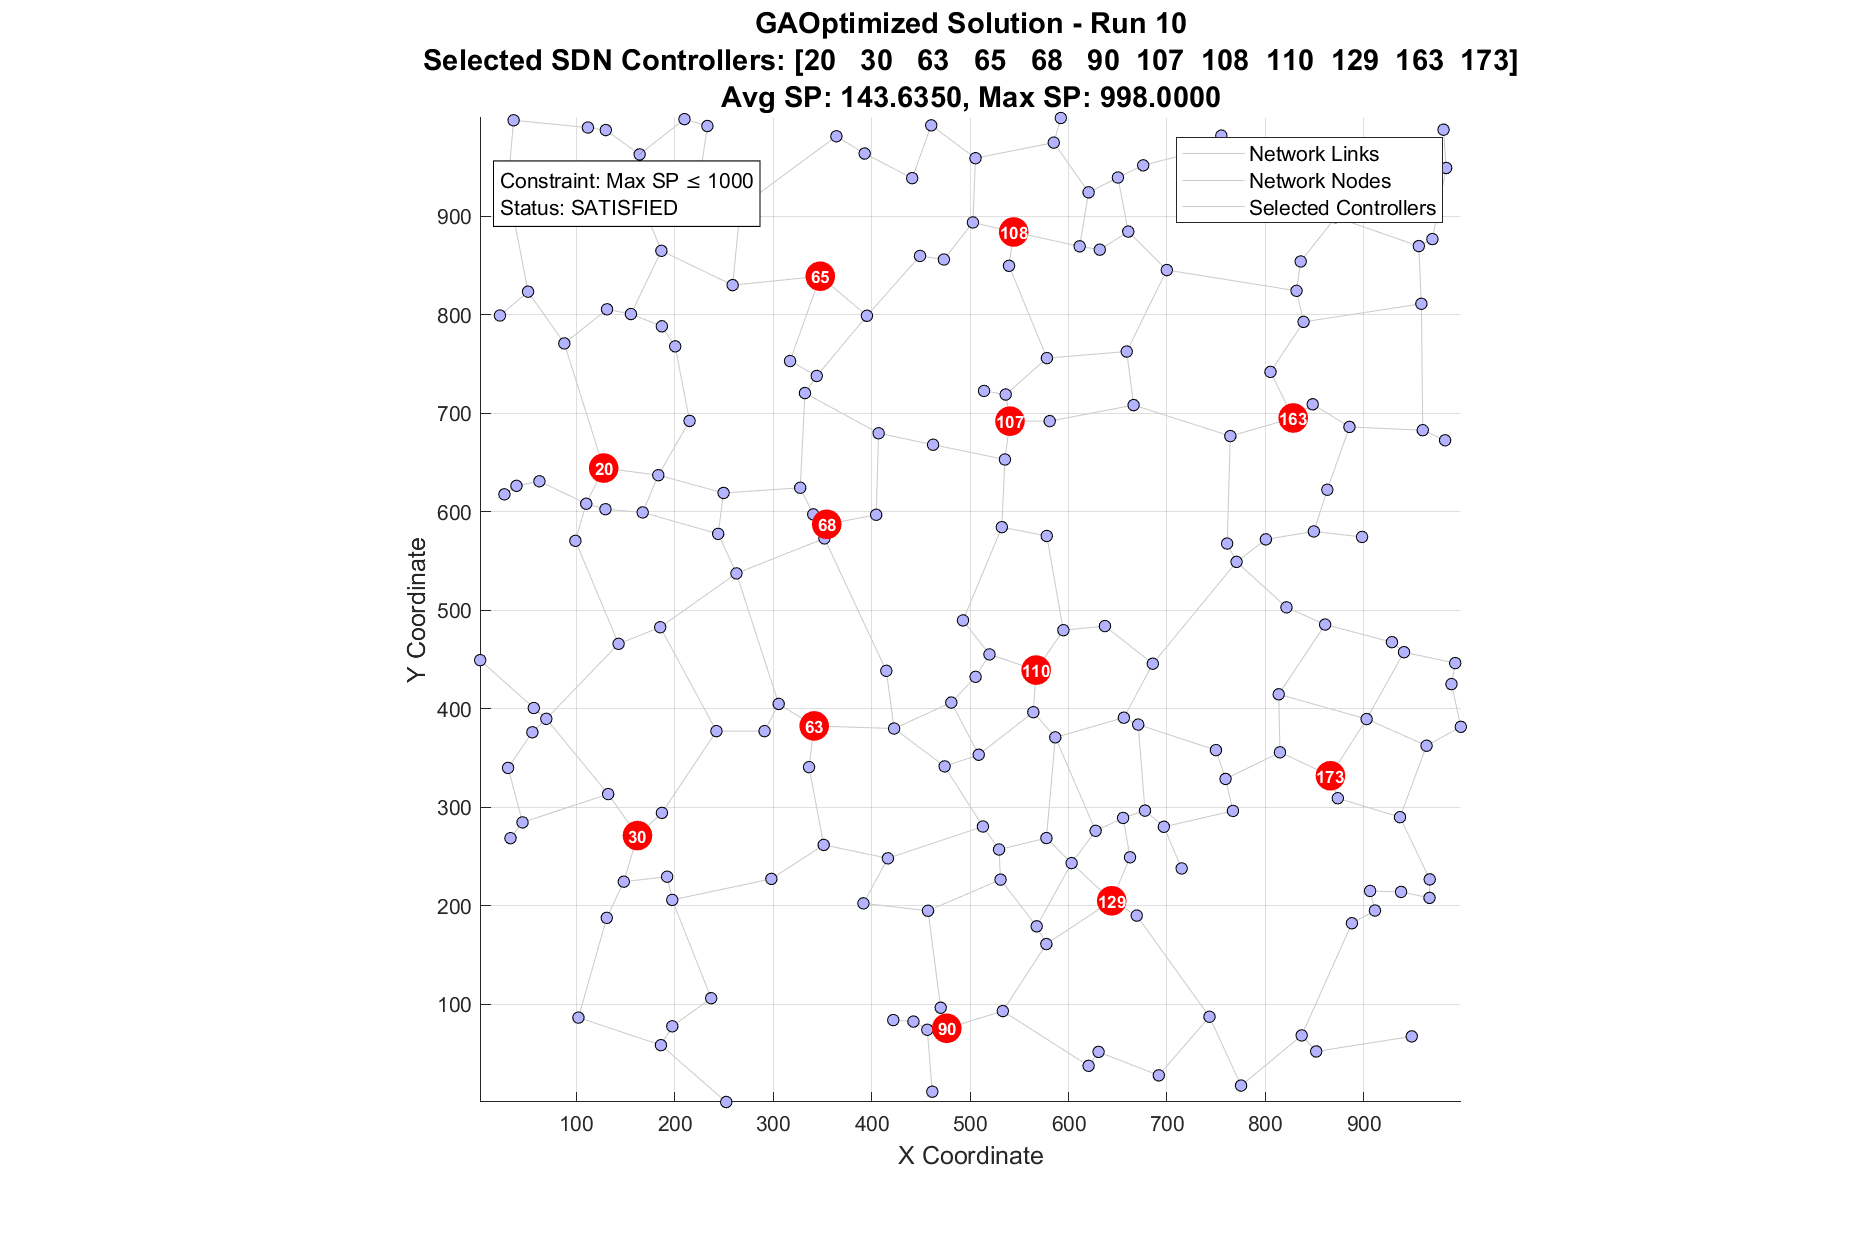 GAOptimized Solution - Run 10
Selected SDN Controllers: [20 30 63 65 68 90 107 108 110 129 163 173]
Avg SP: 143.6350, Max SP: 998.0000
Constraint: Max SP ≤ 1000
Status: SATISFIED
Network Links
Network Nodes
Selected Controllers
900
800
700
600
500
400
300
200
100
Y Coordinate
108
65
107
163
20
68
110
63
173
30
129
90
100 200 300 400 500 600 700 800 900
X Coordinate